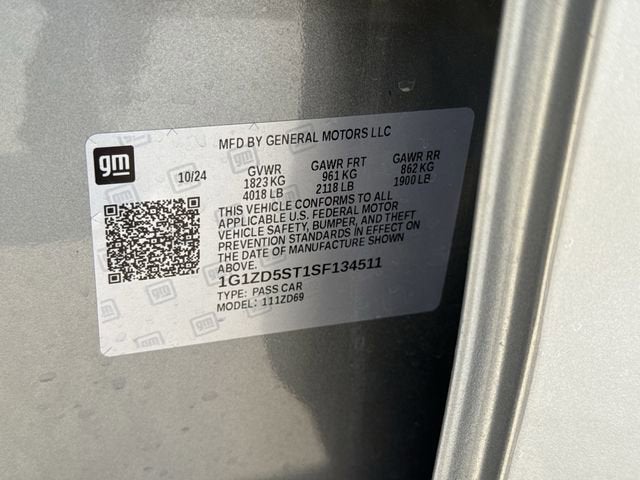 MFD BY GENERAL MOTORS LLC
gm
10/24
GVWR GAWR FRT GAWR RR
1823 KG 961 KG 862 KG
4018 LB 2118 LB 1900 LB
THIS VEHICLE CONFORMS TO ALL
APPLICABLE U.S. FEDERAL MOTOR
VEHICLE SAFETY, BUMPER, AND THEFT
PREVENTION STANDARDS IN EFFECT ON
THE DATE OF MANUFACTURE SHOWN
ABOVE.
1G1ZD5ST1SF134511
TYPE: PASS CAR
MODEL: 111ZD69